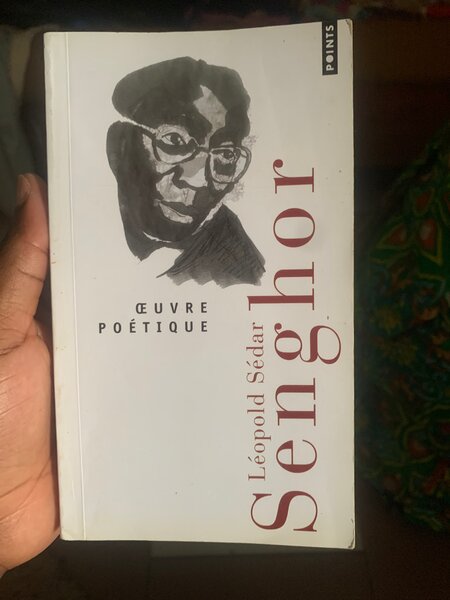 POINTS
ŒUVRE
POÉTIQUE
Léopold Sédar
Senghor